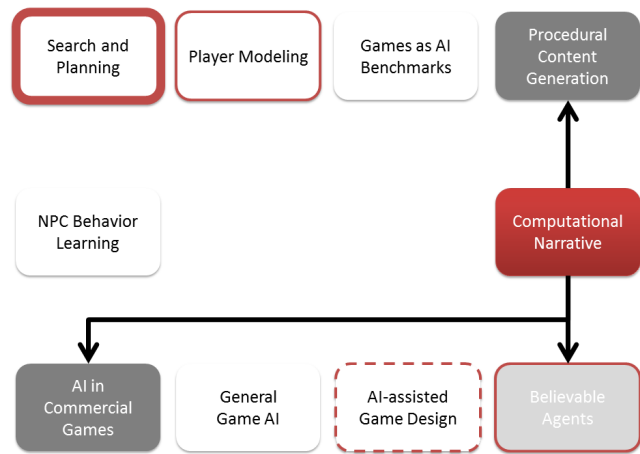 Search and
Planning
Player Modeling
Games as AI
Benchmarks
Procedural
Content
Generation
NPC Behavior
Learning
Computational
Narrative
AI in
Commercial
Games
General
Game AI
AI-assisted
Game Design
Believable
Agents